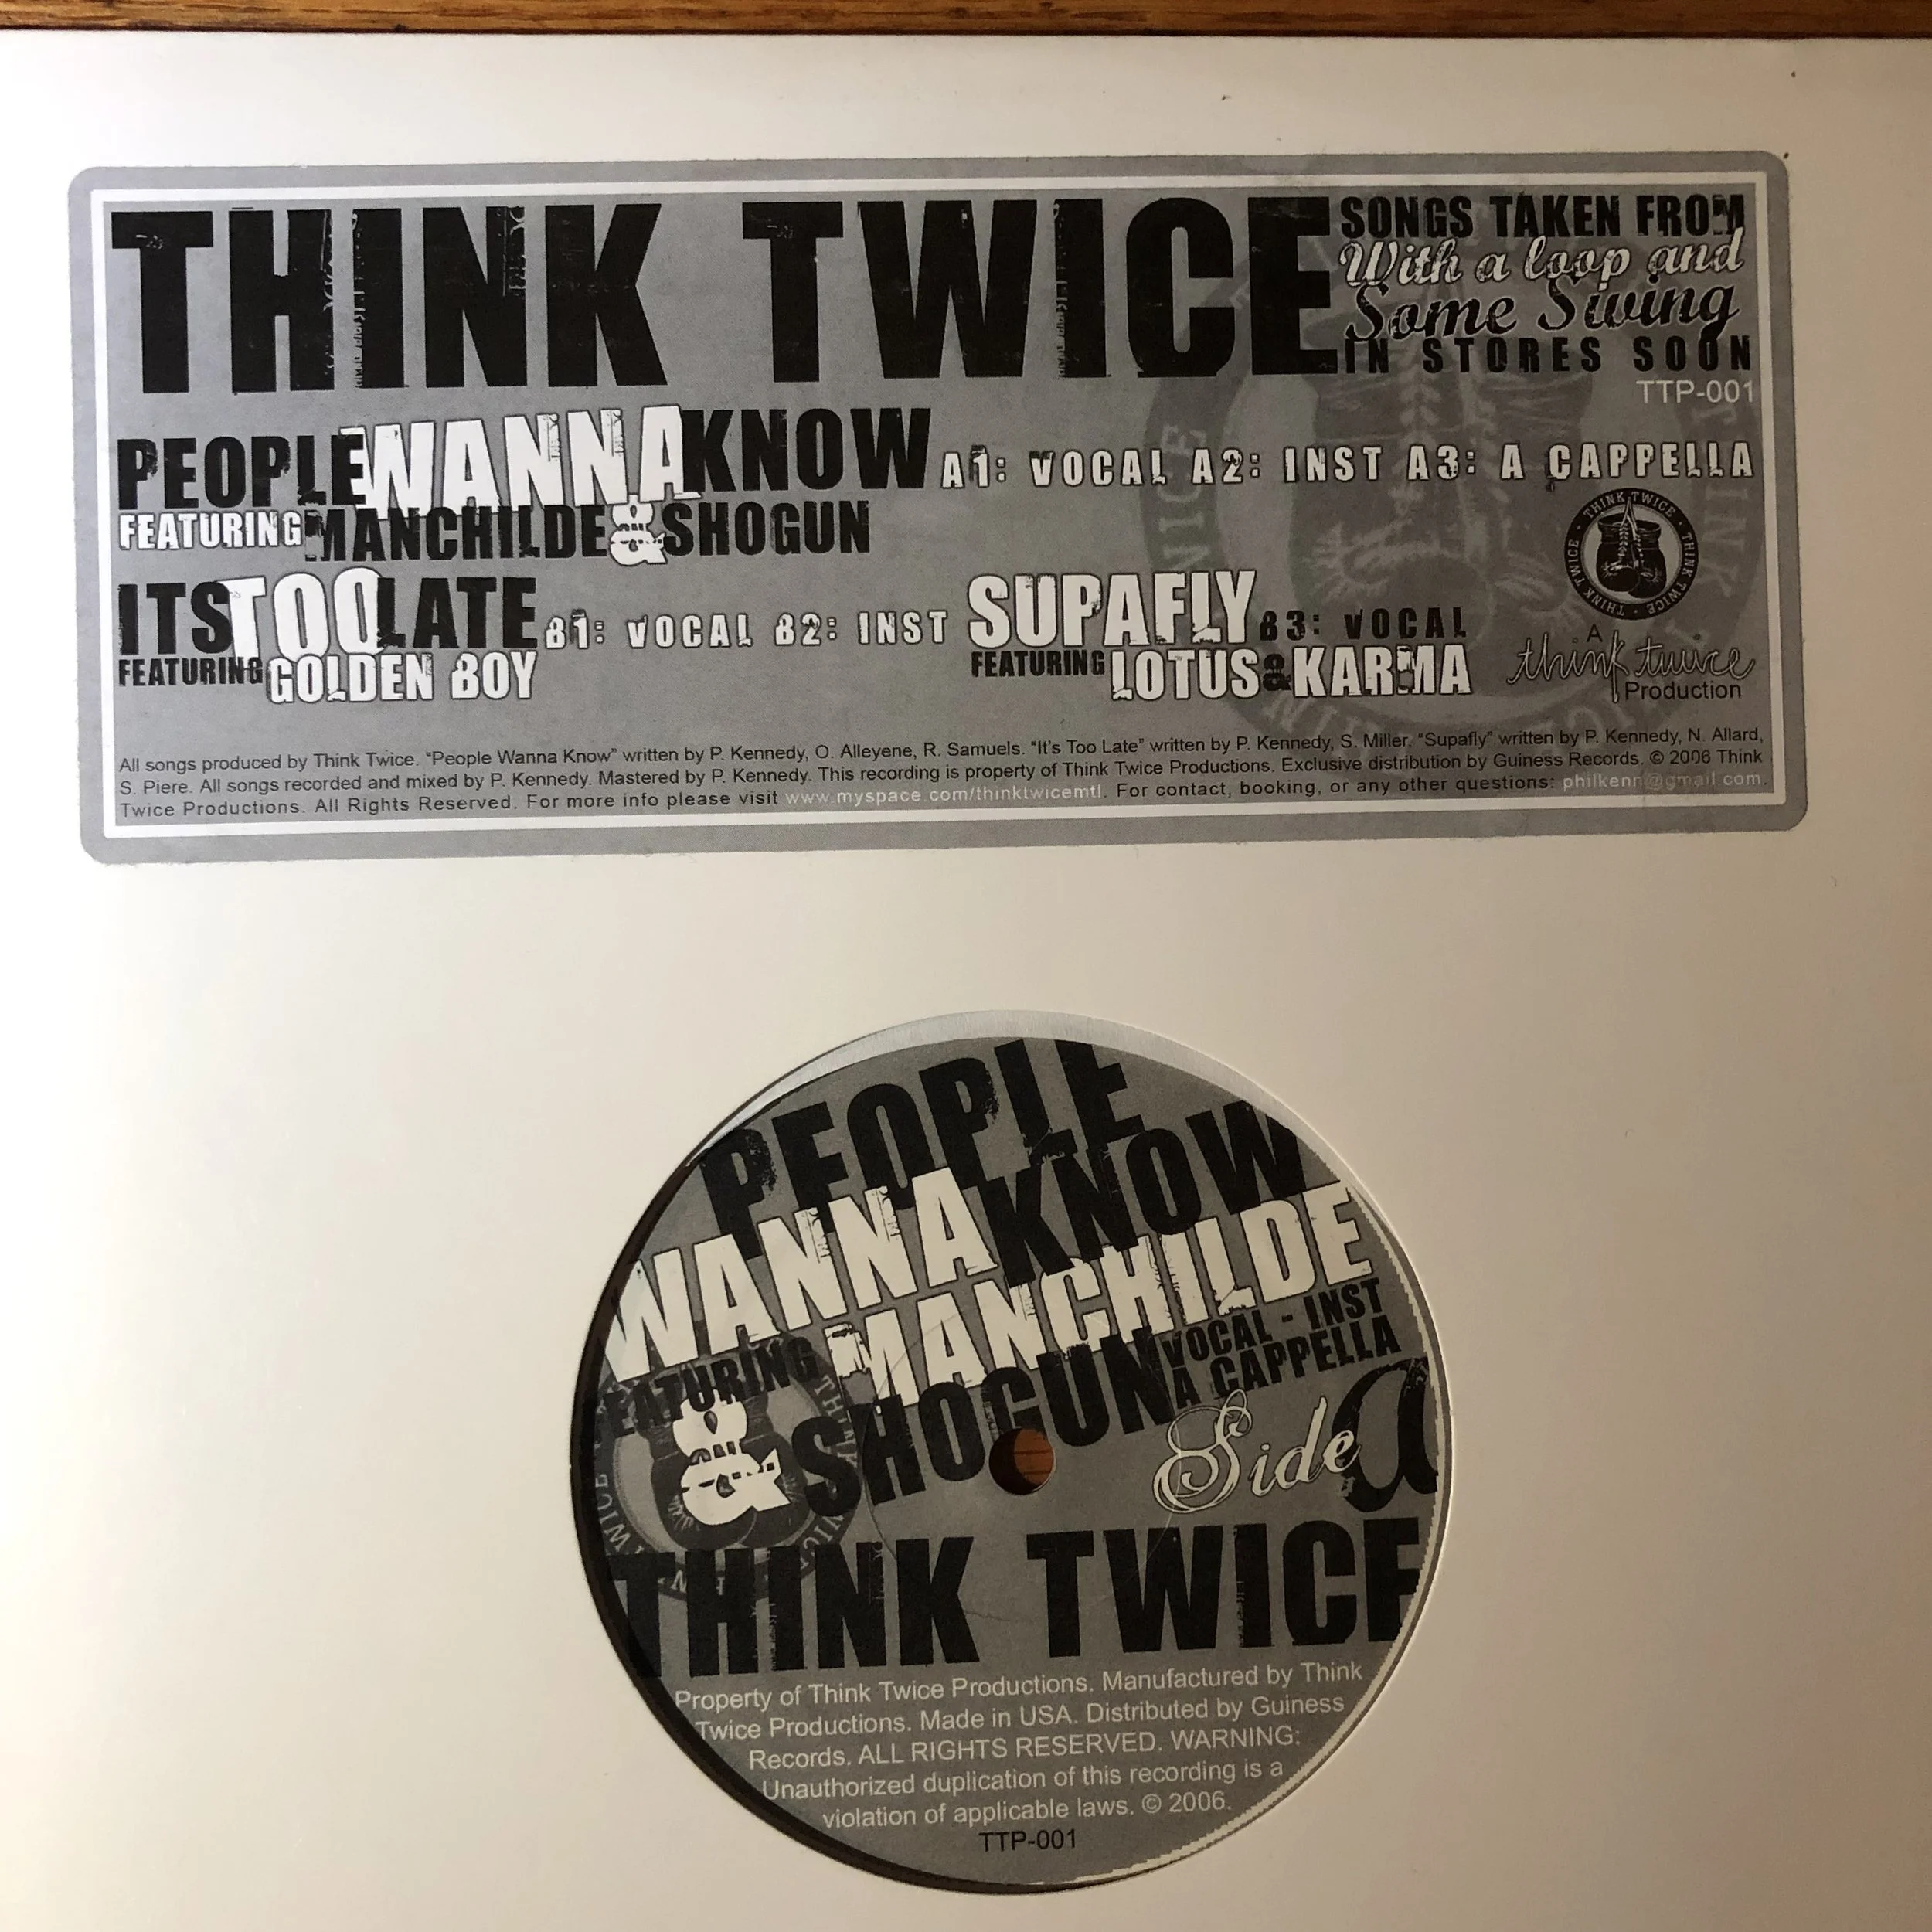 THINK TWICE
SONGS TAKEN FROM
With a loop and
Some Swing
IN STORES SOON
TTP-001
PEOPLE WANNA KNOW A1: VOCAL A2: INST A3: A CAPPELLA
FEATURING MANCHILDE & SHOGUN
THINK TWICE · THINK TWICE · THINK TWICE ·
ITS TOO LATE B1: VOCAL B2: INST
FEATURING GOLDEN BOY
SUPAFLY B3: VOCAL
FEATURING LOTUS & KARMA
A
think twice
Production
All songs produced by Think Twice. “People Wanna Know” written by P. Kennedy, O. Alleyene, R. Samuels. “It's Too Late” written by P. Kennedy, S. Miller. “Supafly” written by P. Kennedy, N. Allard,
S. Piere. All songs recorded and mixed by P. Kennedy. Mastered by P. Kennedy. This recording is property of Think Twice Productions. Exclusive distribution by Guiness Records. © 2006 Think
Twice Productions. All Rights Reserved. For more info please visit www.myspace.com/thinktwicemtl. For contact, booking, or any other questions: philkenn@gmail.com.
PEOPLE
WANNA KNOW
FEATURING MANCHILDE
& SHOGUN VOCAL - INST
A CAPPELLA
Side a
THINK TWICE
Property of Think Twice Productions. Manufactured by Think
Twice Productions. Made in USA. Distributed by Guiness
Records. ALL RIGHTS RESERVED. WARNING:
Unauthorized duplication of this recording is a
violation of applicable laws. © 2006.
TTP-001